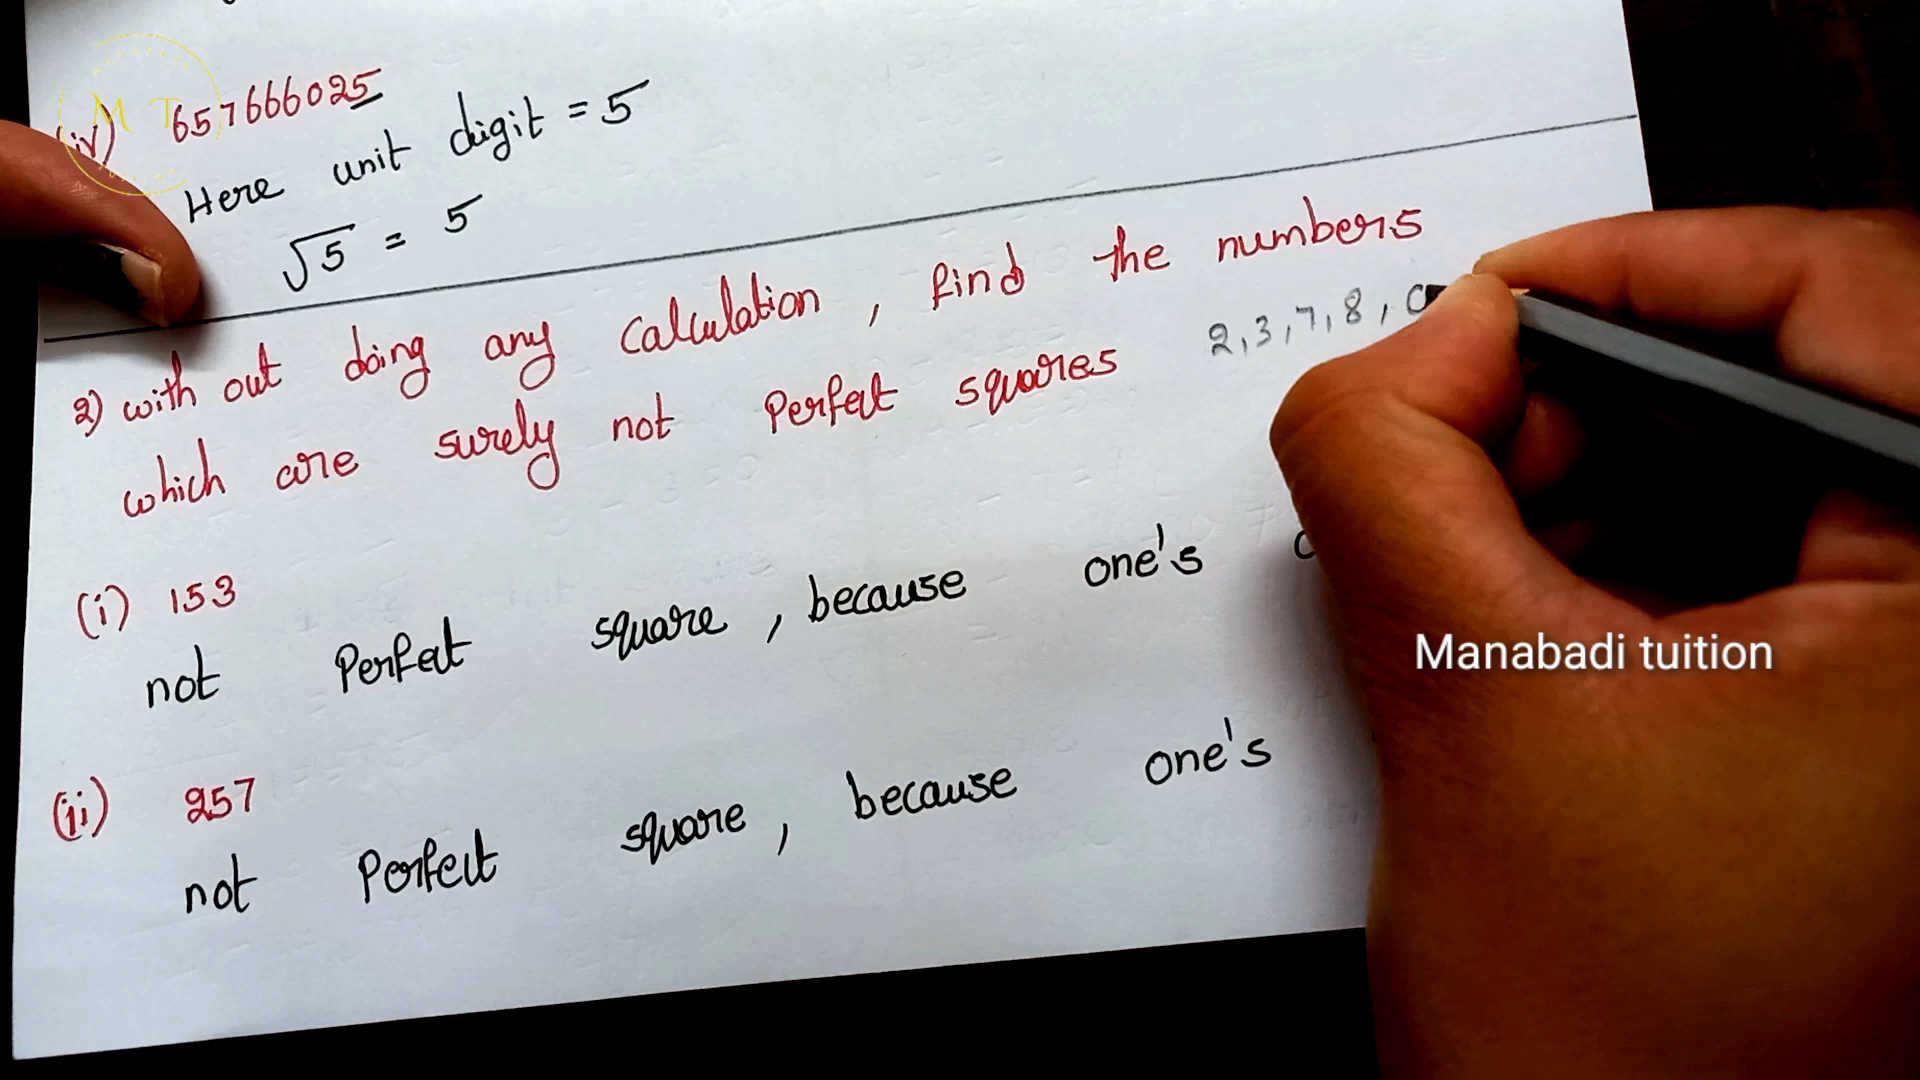 M T
(iv) 657666025
Here unit digit = 5
√5 = 5
2) with out doing any calculation, find the numbers
which are surely not perfect squares
2, 3, 7, 8,
(i) 153
not perfect square, because one's
(ii) 257
not perfect square, because one's
Manabadi tuition